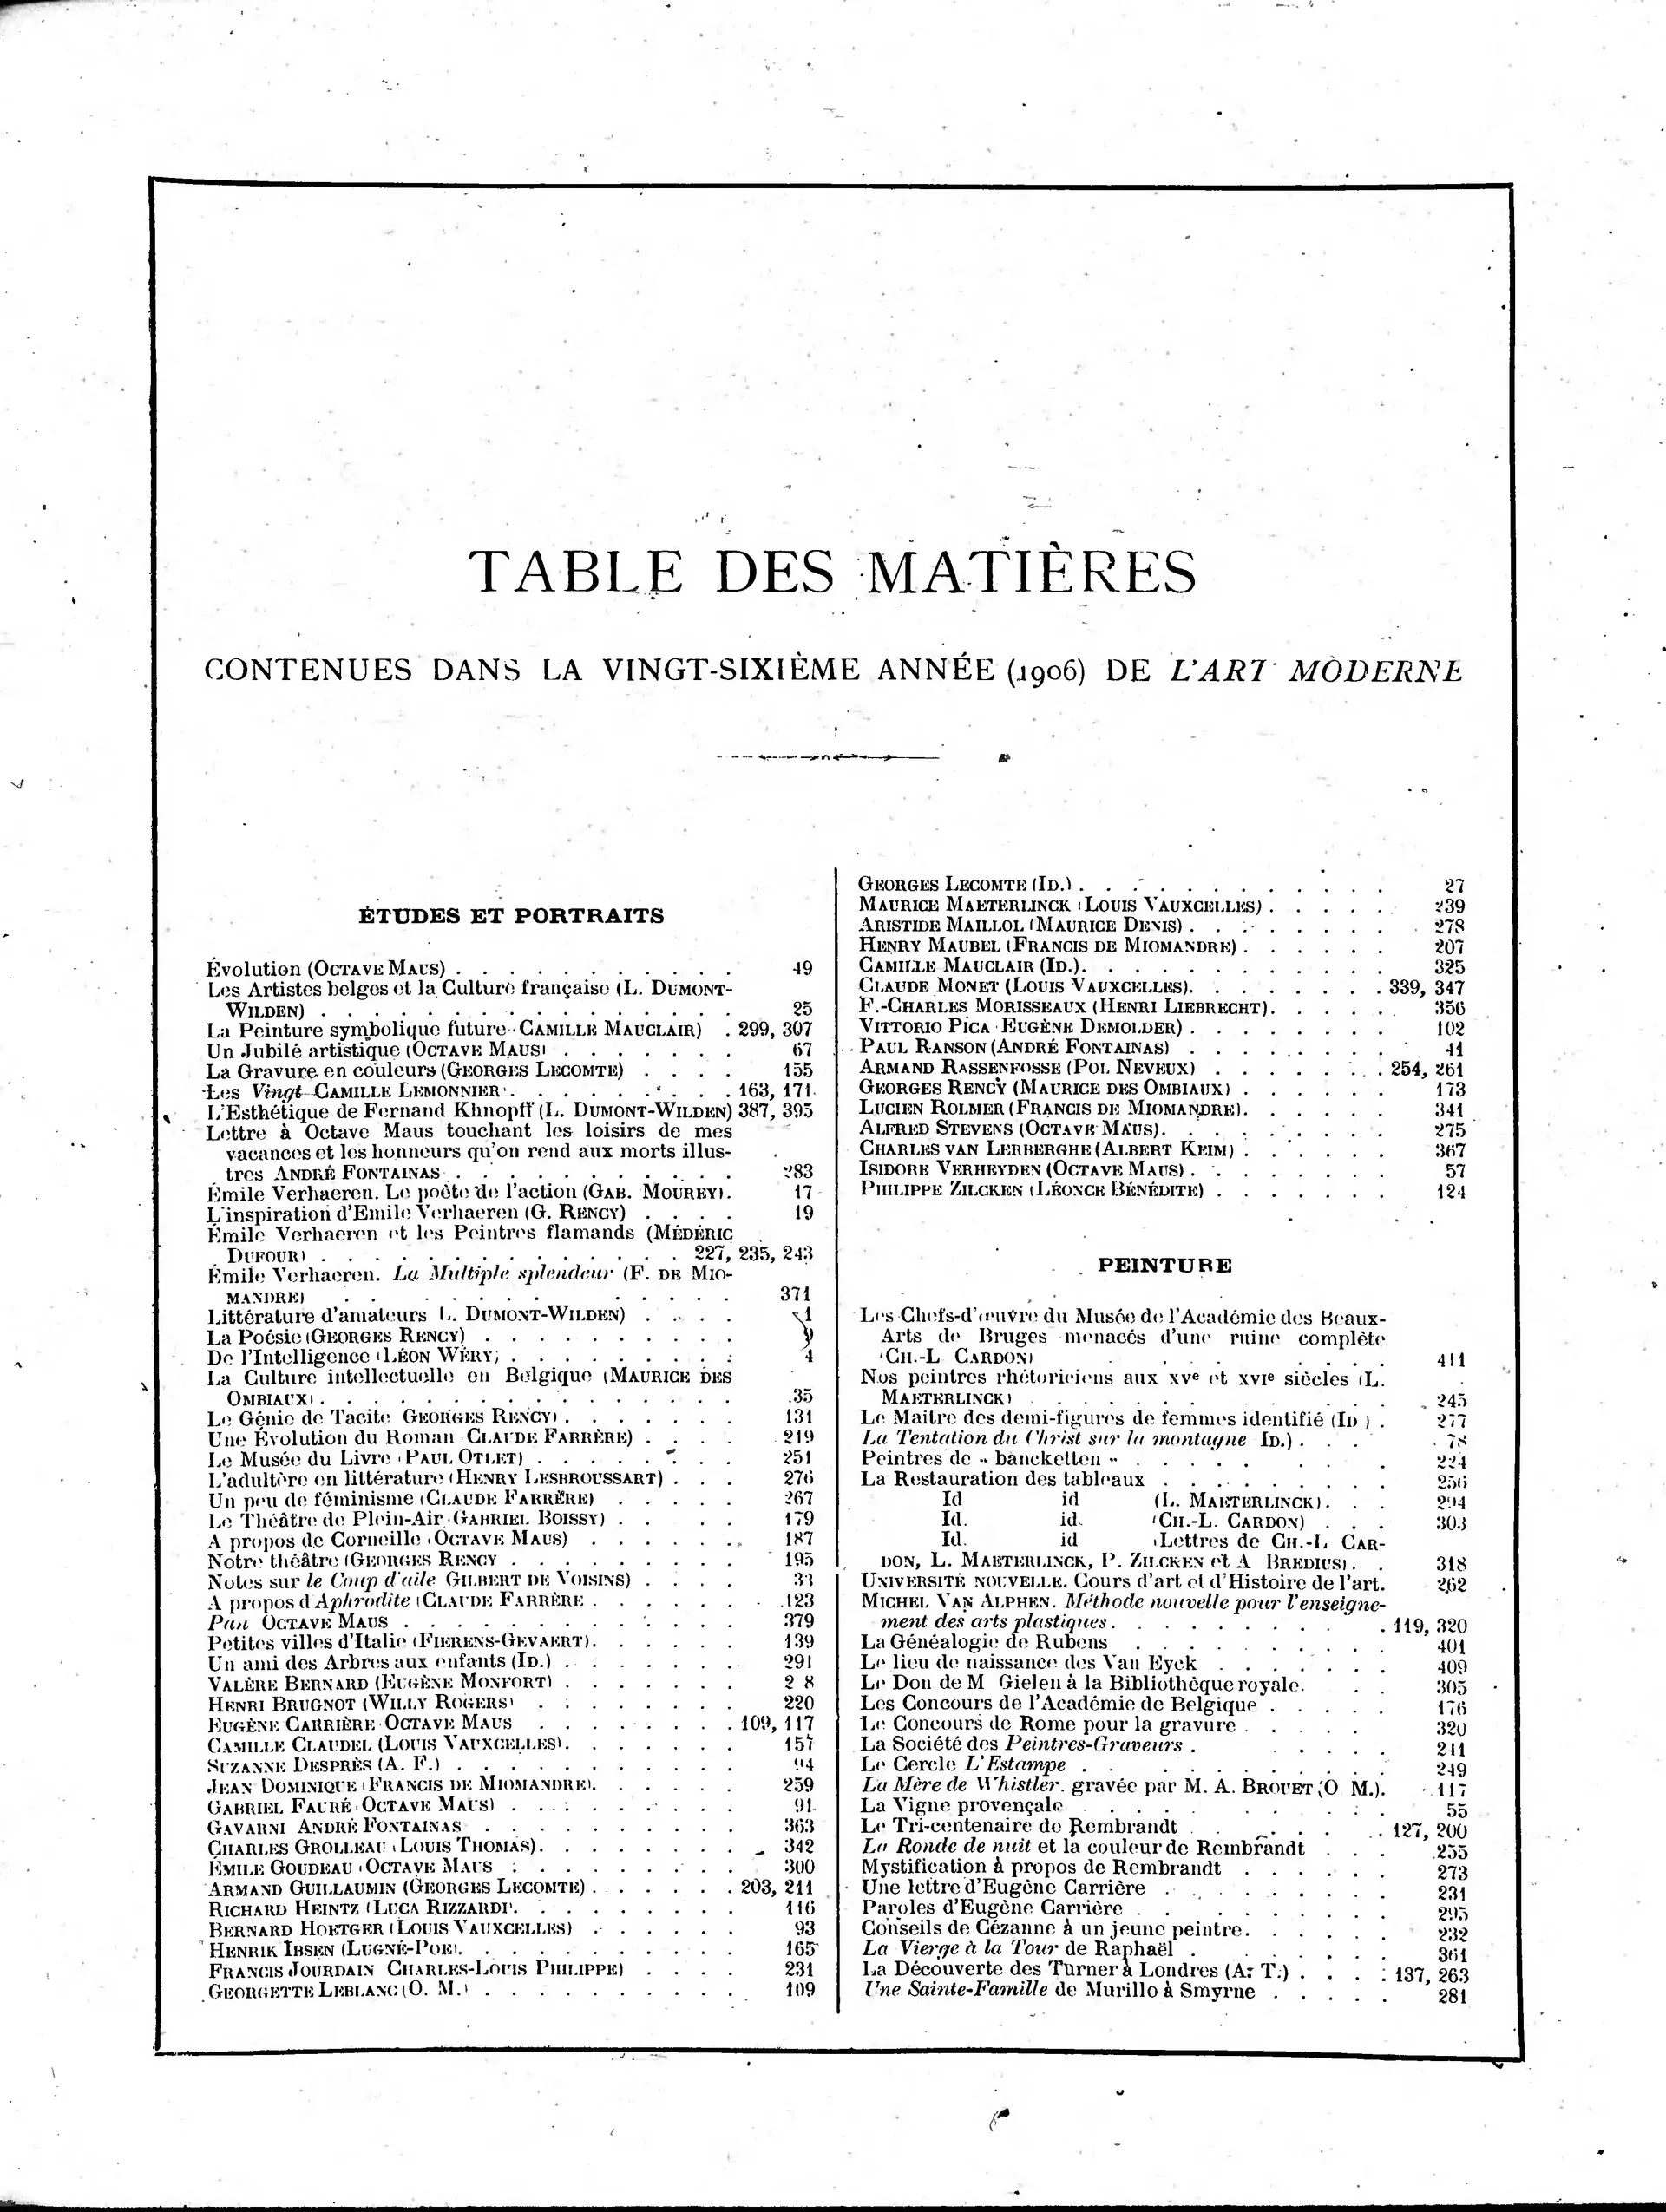 TABLE DES MATIÈRES
CONTENUES DANS LA VINGT-SIXIÈME ANNÉE (1906) DE L'ART MODERNE
ÉTUDES ET PORTRAITS
Évolution (OCTAVE MAUS) . . . . . . . . . . . 49
Les Artistes belges et la Culture française (L. DUMONT-
WILDEN) . . . . . . . . . . . . . . . . 25
La Peinture symbolique future CAMILLE MAUCLAIR) . 299, 307
Un Jubilé artistique (OCTAVE MAUS) . . . . . . . 67
La Gravure en couleurs (GEORGES LECOMTE) . . . . 155
Les Vingt CAMILLE LEMONNIER . . . . . . . . . 163, 171
L'Esthétique de Fernand Khnopff (L. DUMONT-WILDEN) 387, 395
Lettre à Octave Maus touchant les loisirs de mes
vacances et les honneurs qu'on rend aux morts illus-
tres ANDRÉ FONTAINAS . . . . . . . . . . . 283
Émile Verhaeren. Le poète de l'action (GAB. MOUREY). 17
L'inspiration d'Emile Verhaeren (G. RENCY) . . . . 19
Émile Verhaeren et les Peintres flamands (MÉDÉRIC
DUFOUR) . . . . . . . . . . . . . . 227, 235, 243
Émile Verhaeren. La Multiple splendeur (F. DE MIO-
MANDRE) . . . . . . . . . . . . . . . 371
Littérature d'amateurs L. DUMONT-WILDEN) . . . . 1
La Poésie (GEORGES RENCY) . . . . . . . . . . 9
De l'Intelligence (LÉON WÉRY) . . . . . . . . . 4
La Culture intellectuelle en Belgique (MAURICE DES
OMBIAUX) . . . . . . . . . . . . . . . . 35
Le Génie de Tacite GEORGES RENCY) . . . . . . . 131
Une Évolution du Roman CLAUDE FARRÈRE) . . . . 219
Le Musée du Livre (PAUL OTLET) . . . . . . . . 251
L'adultère en littérature (HENRY LESBROUSSART) . . . 276
Un peu de féminisme (CLAUDE FARRÈRE) . . . . . 267
Le Théâtre de Plein-Air GABRIEL BOISSY) . . . . . 179
A propos de Corneille OCTAVE MAUS) . . . . . . 187
Notre théâtre (GEORGES RENCY . . . . . . . . . 195
Notes sur le Coup d'aile GILBERT DE VOISINS) . . . . 33
A propos d'Aphrodite (CLAUDE FARRÈRE . . . . . . 123
Pan OCTAVE MAUS . . . . . . . . . . . . . 379
Petites villes d'Italie (FIERENS-GEVAERT). . . . . . 139
Un ami des Arbres aux enfants (ID.) . . . . . . . 291
VALÈRE BERNARD (EUGÈNE MONFORT) . . . . . . . 2 8
HENRI BRUGNOT (WILLY ROGERS) . . . . . . . . 220
EUGÈNE CARRIÈRE OCTAVE MAUS . . . . . . . . 109, 117
CAMILLE CLAUDEL (LOUIS VAUXCELLES). . . . . . . 157
SUZANNE DESPRÈS (A. F.) . . . . . . . . . . . 94
JEAN DOMINIQUE (FRANCIS DE MIOMANDRE). . . . . . 259
GABRIEL FAURÉ OCTAVE MAUS) . . . . . . . . . 91
GAVARNI ANDRÉ FONTAINAS . . . . . . . . . . 363
CHARLES GROLLEAU (LOUIS THOMAS). . . . . . . . 342
ÉMILE GOUDEAU OCTAVE MAUS . . . . . . . . . 300
ARMAND GUILLAUMIN (GEORGES LECOMTE) . . . . . . 203, 211
RICHARD HEINTZ (LUCA RIZZARDI). . . . . . . . . 116
BERNARD HOETGER (LOUIS VAUXCELLES) . . . . . . 93
HENRIK IBSEN (LUGNÉ-POE). . . . . . . . . . . 165
FRANCIS JOURDAIN CHARLES-LOUIS PHILIPPE) . . . . 231
GEORGETTE LEBLANC (O. M.) . . . . . . . . . . 109
GEORGES LECOMTE (ID.) . . . . . . . . . . . . 27
MAURICE MAETERLINCK (LOUIS VAUXCELLES) . . . . . 239
ARISTIDE MAILLOL (MAURICE DENIS) . . . . . . . . 278
HENRY MAUBEL (FRANCIS DE MIOMANDRE) . . . . . . 207
CAMILLE MAUCLAIR (ID.). . . . . . . . . . . . 325
CLAUDE MONET (LOUIS VAUXCELLES). . . . . . . . 339, 347
F.-CHARLES MORISSEAUX (HENRI LIEBRECHT). . . . . 356
VITTORIO PICA EUGÈNE DEMOLDER) . . . . . . . . 102
PAUL RANSON (ANDRÉ FONTAINAS) . . . . . . . . 41
ARMAND RASSENFOSSE (POL NEVEUX) . . . . . . . 254, 261
GEORGES RENCY (MAURICE DES OMBIAUX) . . . . . . 173
LUCIEN ROLMER (FRANCIS DE MIOMANDRE). . . . . . 341
ALFRED STEVENS (OCTAVE MAUS). . . . . . . . . 275
CHARLES VAN LERBERGHE (ALBERT KEIM) . . . . . . 367
ISIDORE VERHEYDEN (OCTAVE MAUS) . . . . . . . . 57
PHILIPPE ZILCKEN (LÉONCE BÉNÉDITE) . . . . . . . 124
PEINTURE
Les Chefs-d'œuvre du Musée de l'Académie des Beaux-
Arts de Bruges menacés d'une ruine complète
(CH.-L CARDON) . . . . . 411
Nos peintres rhétoriciens aux XVe et XVIe siècles (L.
MAETERLINCK) . . . . . . . . . . . 245
Le Maitre des demi-figures de femmes identifié (ID ) . 277
La Tentation du Christ sur la montagne ID.) . . . . 78
Peintres de « bancketten » . . . . . . . . . . 224
La Restauration des tableaux . . . . . . . . . 256
Id id (L. MAETERLINCK). . . 294
Id. id. (CH.-L. CARDON) . . . 303
Id. id (Lettres de CH.-L CAR-
DON, L. MAETERLINCK, P. ZILCKEN et A BREDIUS). . 318
UNIVERSITÉ NOUVELLE. Cours d'art et d'Histoire de l'art. 262
MICHEL VAN ALPHEN. Méthode nouvelle pour l'enseigne-
ment des arts plastiques. . . . . . . . . . . 119, 320
La Généalogie de Rubens . . . . . . . . . . 401
Le lieu de naissance des Van Eyck . . . . . . . 409
Le Don de M Gielen à la Bibliothèque royale. . . 305
Les Concours de l'Académie de Belgique . . . . . 176
Le Concours de Rome pour la gravure . . . . . 320
La Société des Peintres-Graveurs . . . . . 241
Le Cercle L'Estampe . . . . . . . . . . . 249
La Mère de Whistler. gravée par M. A. BROUET (O M.). 117
La Vigne provençale . . . . . . . . . 55
Le Tri-centenaire de Rembrandt . . . . . . . 127, 200
La Ronde de nuit et la couleur de Rembrandt . . . 255
Mystification à propos de Rembrandt . . . . . . 273
Une lettre d'Eugène Carrière . . . . . . . . . 231
Paroles d'Eugène Carrière . . . . . . . . . . 295
Conseils de Cézanne à un jeune peintre. . . . . . 232
La Vierge à la Tour de Raphaël . . . . . . 361
La Découverte des Turner à Londres (A. T.) . . . . 137, 263
Une Sainte-Famille de Murillo à Smyrne . . . . . 281